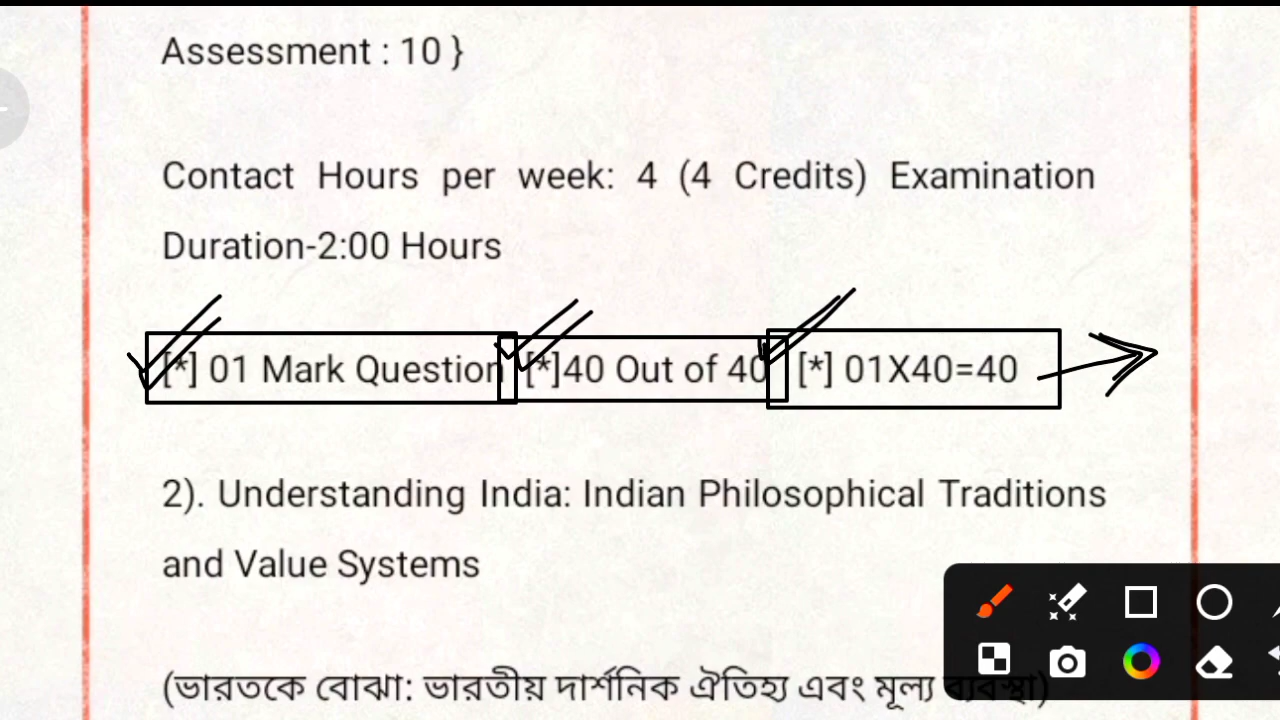 Assessment : 10 }
Contact Hours per week: 4 (4 Credits) Examination
Duration-2:00 Hours
[*] 01 Mark Question [*]40 Out of 40 [*] 01X40=40
2). Understanding India: Indian Philosophical Traditions
and Value Systems
(ভারতকে বোঝা: ভারতীয় দার্শনিক ঐতিহ্য এবং মূল্য ব্যবস্থা)